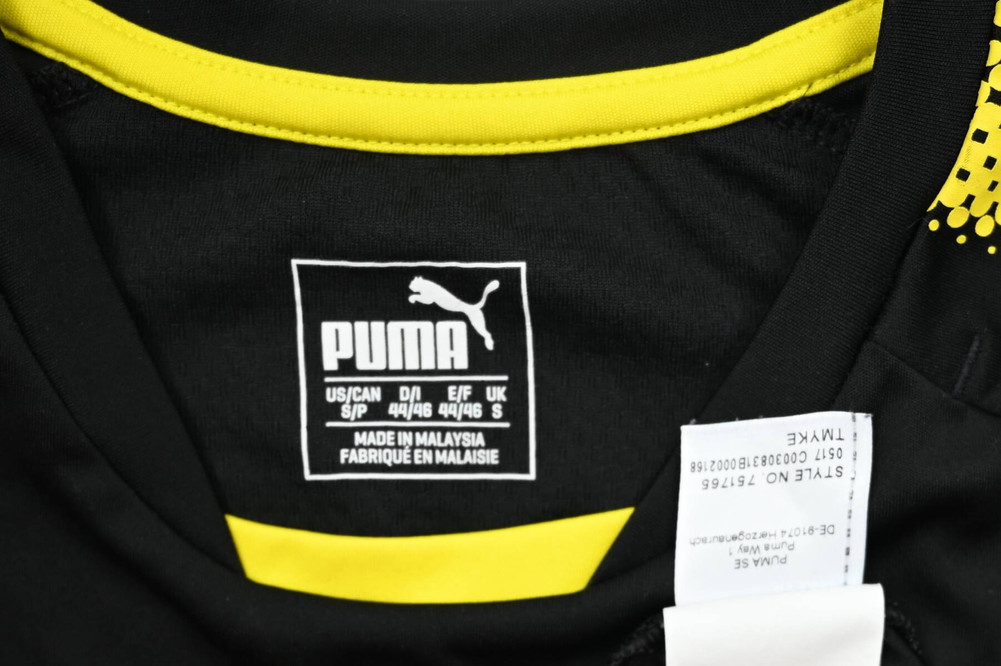 PUMA
US/CAN D/I E/F UK
S/P 44/46 44/46 S
MADE IN MALAYSIA
FABRIQUÉ EN MALAISIE
PUMA SE
Puma Way 1
DE-91074 Herzogenaurach
STYLE NO. 751765
0517 C0030831B0002168
TMYKE